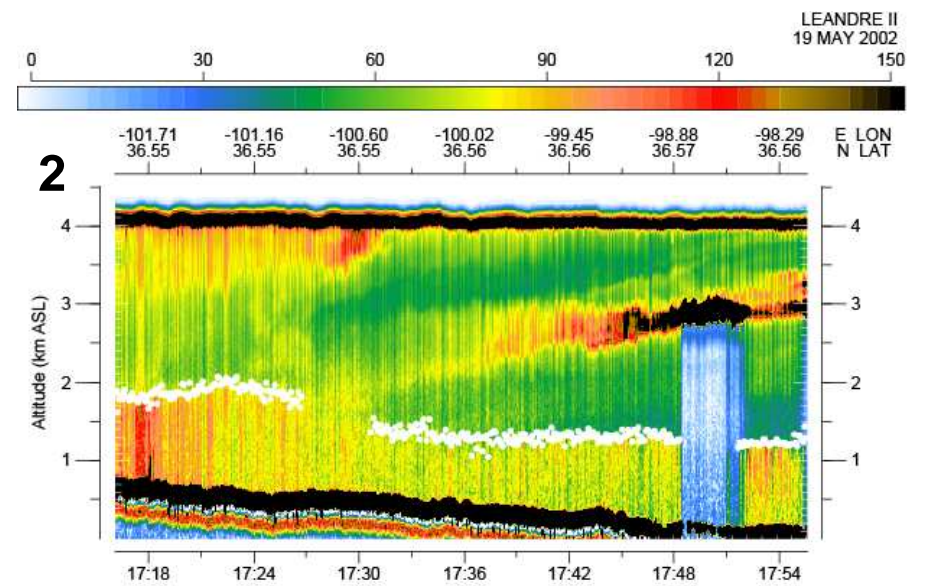 LEANDRE II
19 MAY 2002
0 30 60 90 120 150
-101.71 -101.16 -100.60 -100.02 -99.45 -98.88 -98.29 E LON
36.55 36.55 36.55 36.56 36.56 36.57 36.56 N LAT
2
4 4
3 3
2 2
1 1
Altitude (km ASL)
17:18 17:24 17:30 17:36 17:42 17:48 17:54